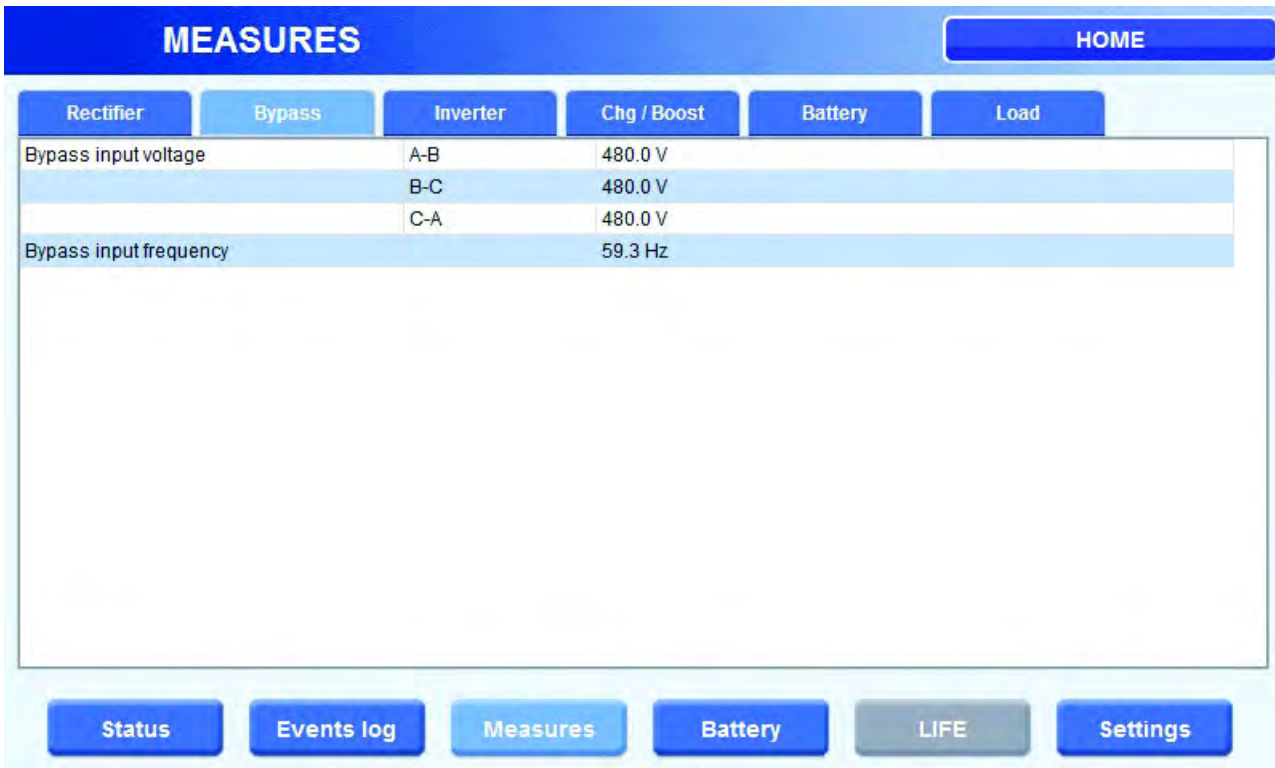 MEASURES HOME
Rectifier Bypass Inverter Chg / Boost Battery Load
Bypass input voltage A-B 480.0 V
B-C 480.0 V
C-A 480.0 V
Bypass input frequency 59.3 Hz
Status Events log Measures Battery LIFE Settings